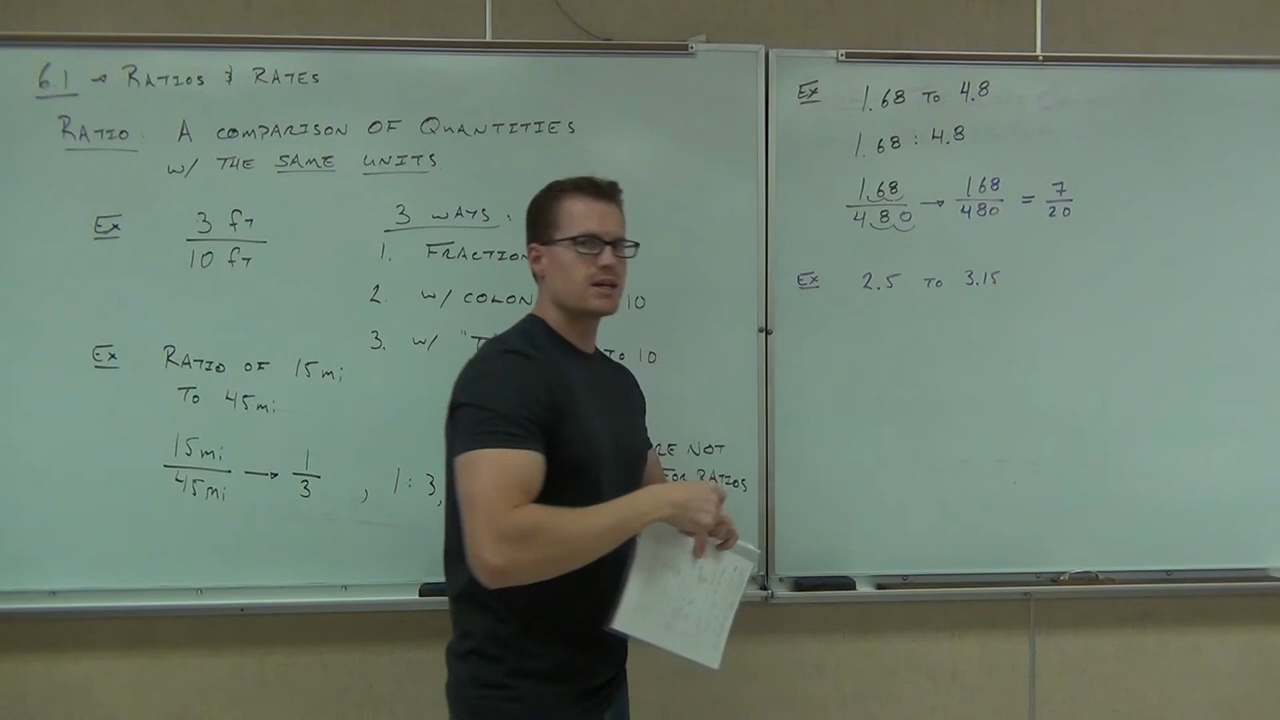 6.1 → RATIOS & RATES
RATIO: A COMPARISON OF QUANTITIES
W/ THE SAME UNITS.
Ex 3 ft
10 ft
3 WAYS:
1. FRACTION
2. W/ COLON 10
3. W/ TO 10
Ex RATIO OF 15mi
TO 45mi
15mi
45mi
→ 1
3
, 1:3,
NOT
FOR RATIOS
Ex 1.68 TO 4.8
1.68 : 4.8
1.68 → 168 = 7
4.80 480 20
Ex 2.5 TO 3.15